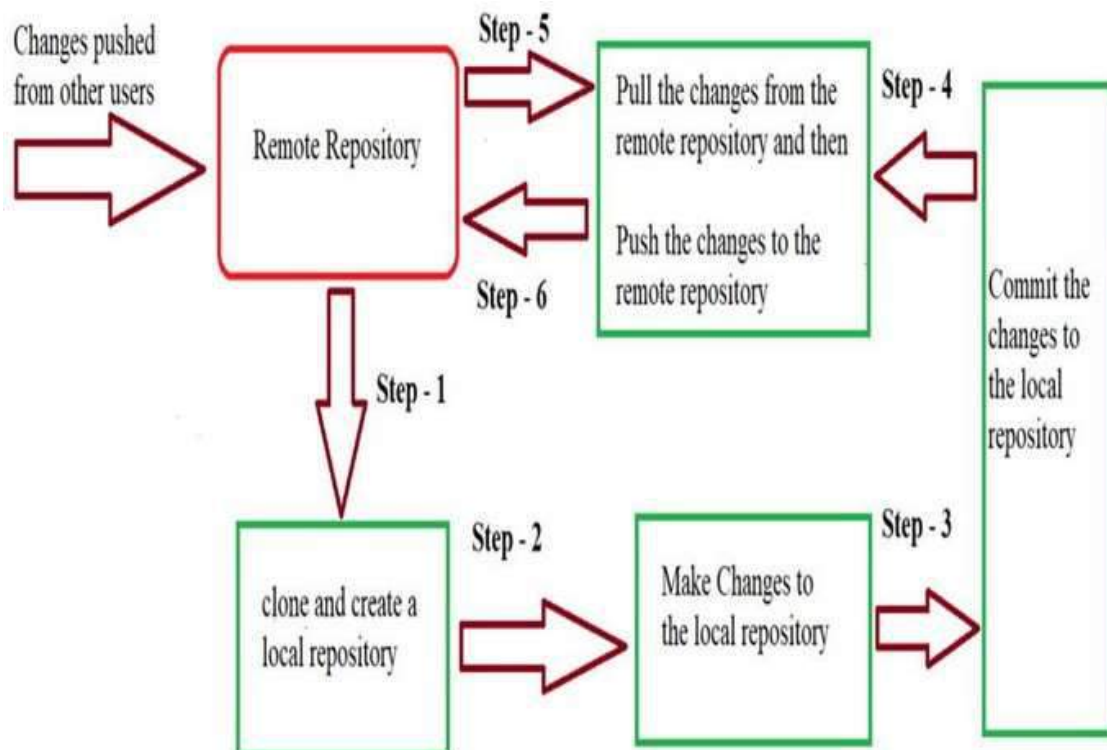 Changes pushed
from other users
Remote Repository
Step - 5
Pull the changes from the
remote repository and then
Push the changes to the
remote repository
Step - 4
Step - 6
Commit the
changes to
the local
repository
Step - 1
clone and create a
local repository
Step - 2
Make Changes to
the local repository
Step - 3